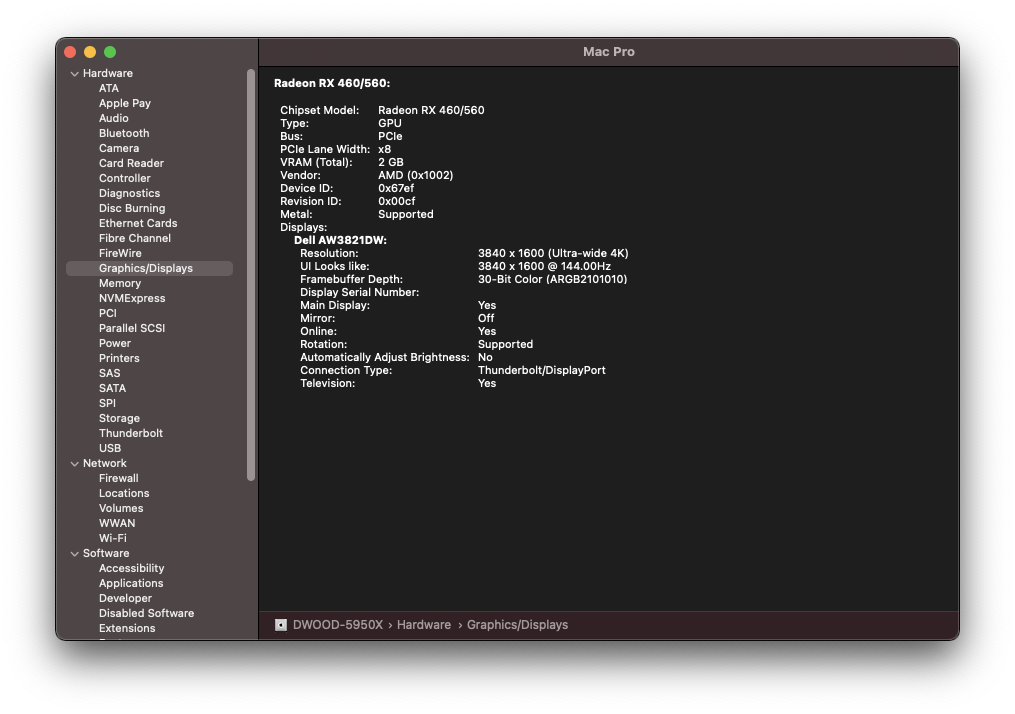 Mac Pro
Hardware
ATA
Apple Pay
Audio
Bluetooth
Camera
Card Reader
Controller
Diagnostics
Disc Burning
Ethernet Cards
Fibre Channel
FireWire
Graphics/Displays
Memory
NVMExpress
PCI
Parallel SCSI
Power
Printers
SAS
SATA
SPI
Storage
Thunderbolt
USB
Network
Firewall
Locations
Volumes
WWAN
Wi-Fi
Software
Accessibility
Applications
Developer
Disabled Software
Extensions
Radeon RX 460/560:
Chipset Model: Radeon RX 460/560
Type: GPU
Bus: PCIe
PCIe Lane Width: x8
VRAM (Total): 2 GB
Vendor: AMD (0x1002)
Device ID: 0x67ef
Revision ID: 0x00cf
Metal: Supported
Displays:
Dell AW3821DW:
Resolution: 3840 x 1600 (Ultra-wide 4K)
UI Looks like: 3840 x 1600 @ 144.00Hz
Framebuffer Depth: 30-Bit Color (ARGB2101010)
Display Serial Number:
Main Display: Yes
Mirror: Off
Online: Yes
Rotation: Supported
Automatically Adjust Brightness: No
Connection Type: Thunderbolt/DisplayPort
Television: Yes
DWOOD-5950X › Hardware › Graphics/Displays